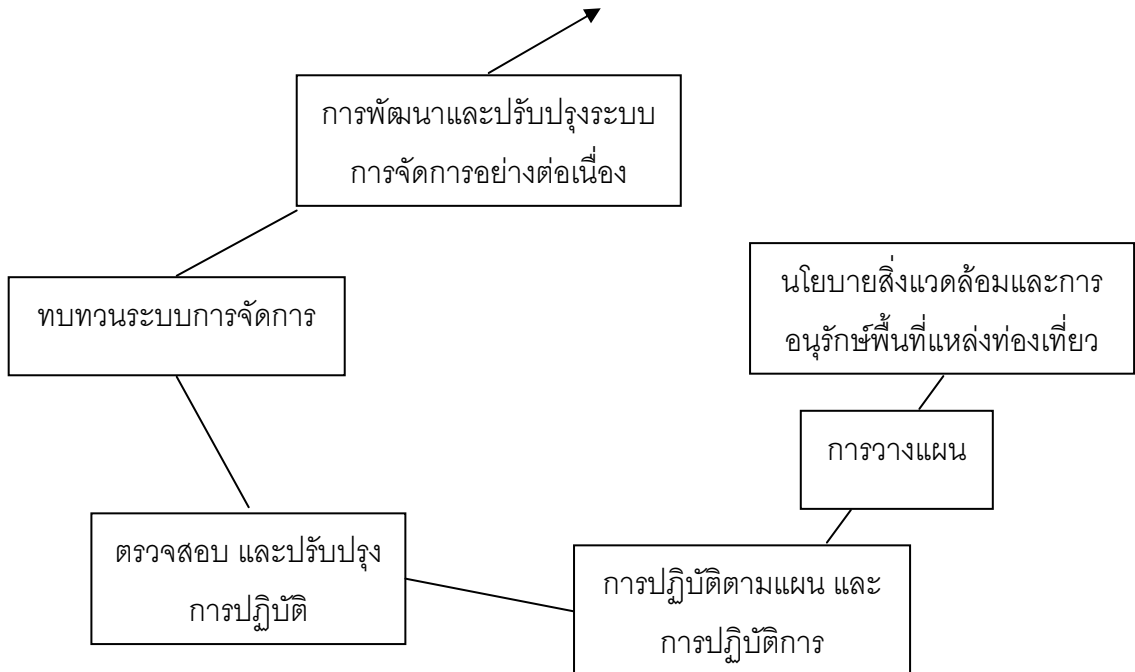 การพัฒนาและปรับปรุงระบบ
การจัดการอย่างต่อเนื่อง
นโยบายสิ่งแวดล้อมและการ
อนุรักษ์พื้นที่แหล่งท่องเที่ยว
ทบทวนระบบการจัดการ
การวางแผน
ตรวจสอบ และปรับปรุง
การปฏิบัติ
การปฏิบัติตามแผน และ
การปฏิบัติการ